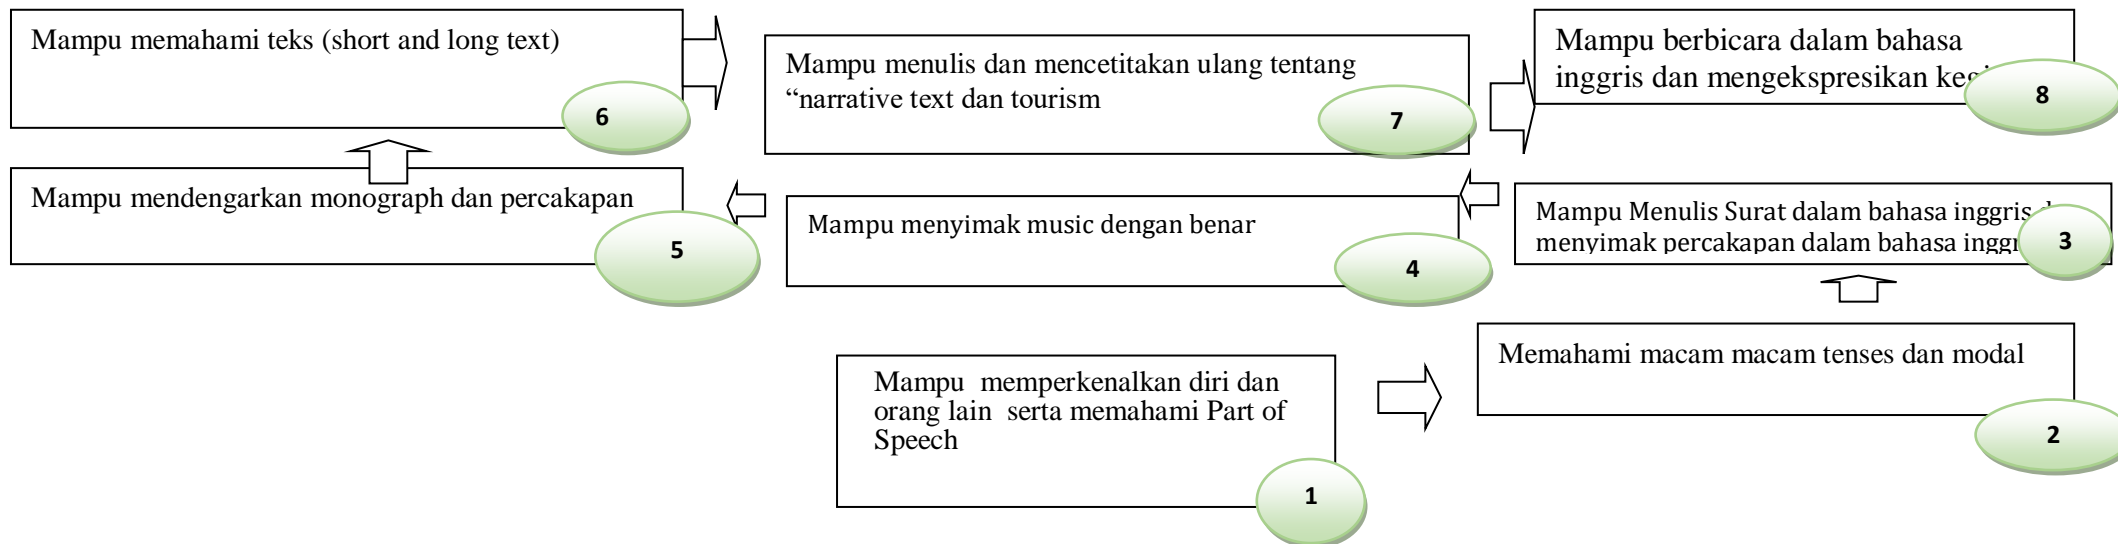 Mampu memahami teks (short and long text)
6
Mampu menulis dan mencetitakan ulang tentang
“narrative text dan tourism
7
Mampu berbicara dalam bahasa
inggris dan mengekspresikan
8
Mampu mendengarkan monograph dan percakapan
5
Mampu menyimak music dengan benar
4
Mampu Menulis Surat dalam bahasa inggris
menyimak percakapan dalam bahasa
3
Mampu memperkenalkan diri dan
orang lain serta memahami Part of
Speech
1
Memahami macam macam tenses dan modal
2